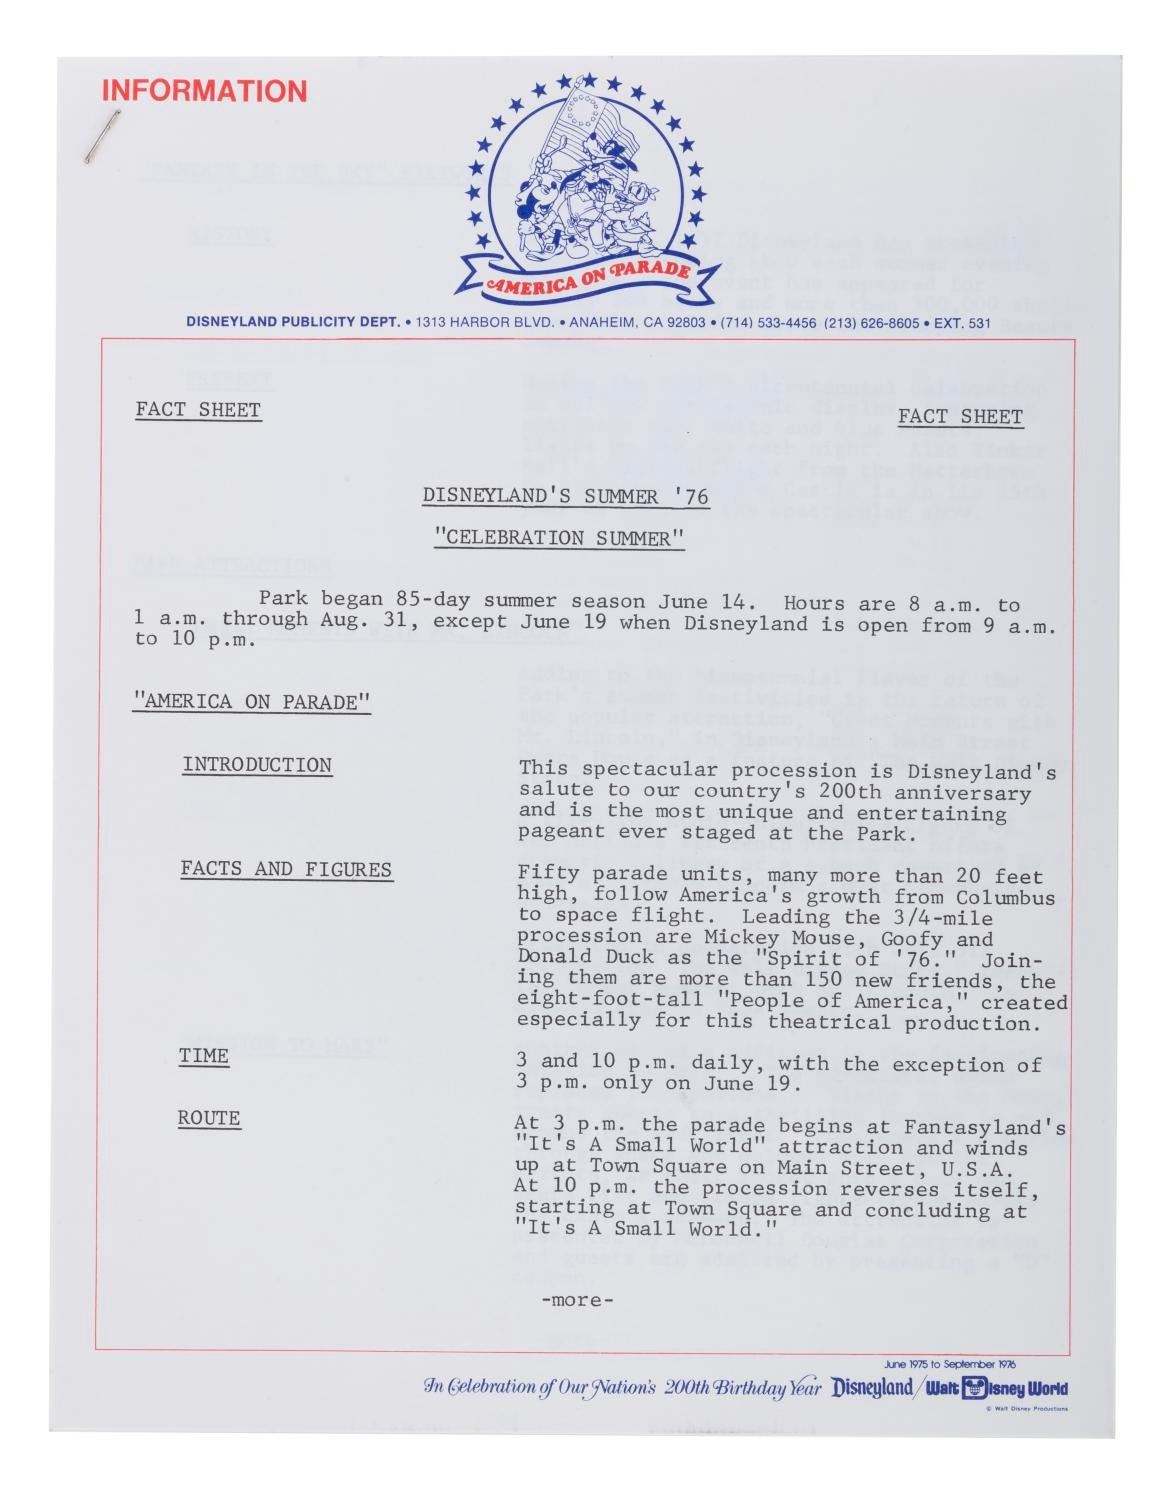 INFORMATION
AMERICA ON PARADE
DISNEYLAND PUBLICITY DEPT. • 1313 HARBOR BLVD. • ANAHEIM, CA 92803 • (714) 533-4456 (213) 626-8605 • EXT. 531
FACT SHEET
FACT SHEET
DISNEYLAND'S SUMMER '76
"CELEBRATION SUMMER"
Park began 85-day summer season June 14. Hours are 8 a.m. to
1 a.m. through Aug. 31, except June 19 when Disneyland is open from 9 a.m.
to 10 p.m.
"AMERICA ON PARADE"
INTRODUCTION
This spectacular procession is Disneyland's
salute to our country's 200th anniversary
and is the most unique and entertaining
pageant ever staged at the Park.
FACTS AND FIGURES
Fifty parade units, many more than 20 feet
high, follow America's growth from Columbus
to space flight. Leading the 3/4-mile
procession are Mickey Mouse, Goofy and
Donald Duck as the "Spirit of '76." Join-
ing them are more than 150 new friends, the
eight-foot-tall "People of America," created
especially for this theatrical production.
TIME
3 and 10 p.m. daily, with the exception of
3 p.m. only on June 19.
ROUTE
At 3 p.m. the parade begins at Fantasyland's
"It's A Small World" attraction and winds
up at Town Square on Main Street, U.S.A.
At 10 p.m. the procession reverses itself,
starting at Town Square and concluding at
"It's A Small World."
-more-
June 1975 to September 1976
In Celebration of Our Nation's 200th Birthday Year Disneyland/Walt Disney World
© Walt Disney Productions